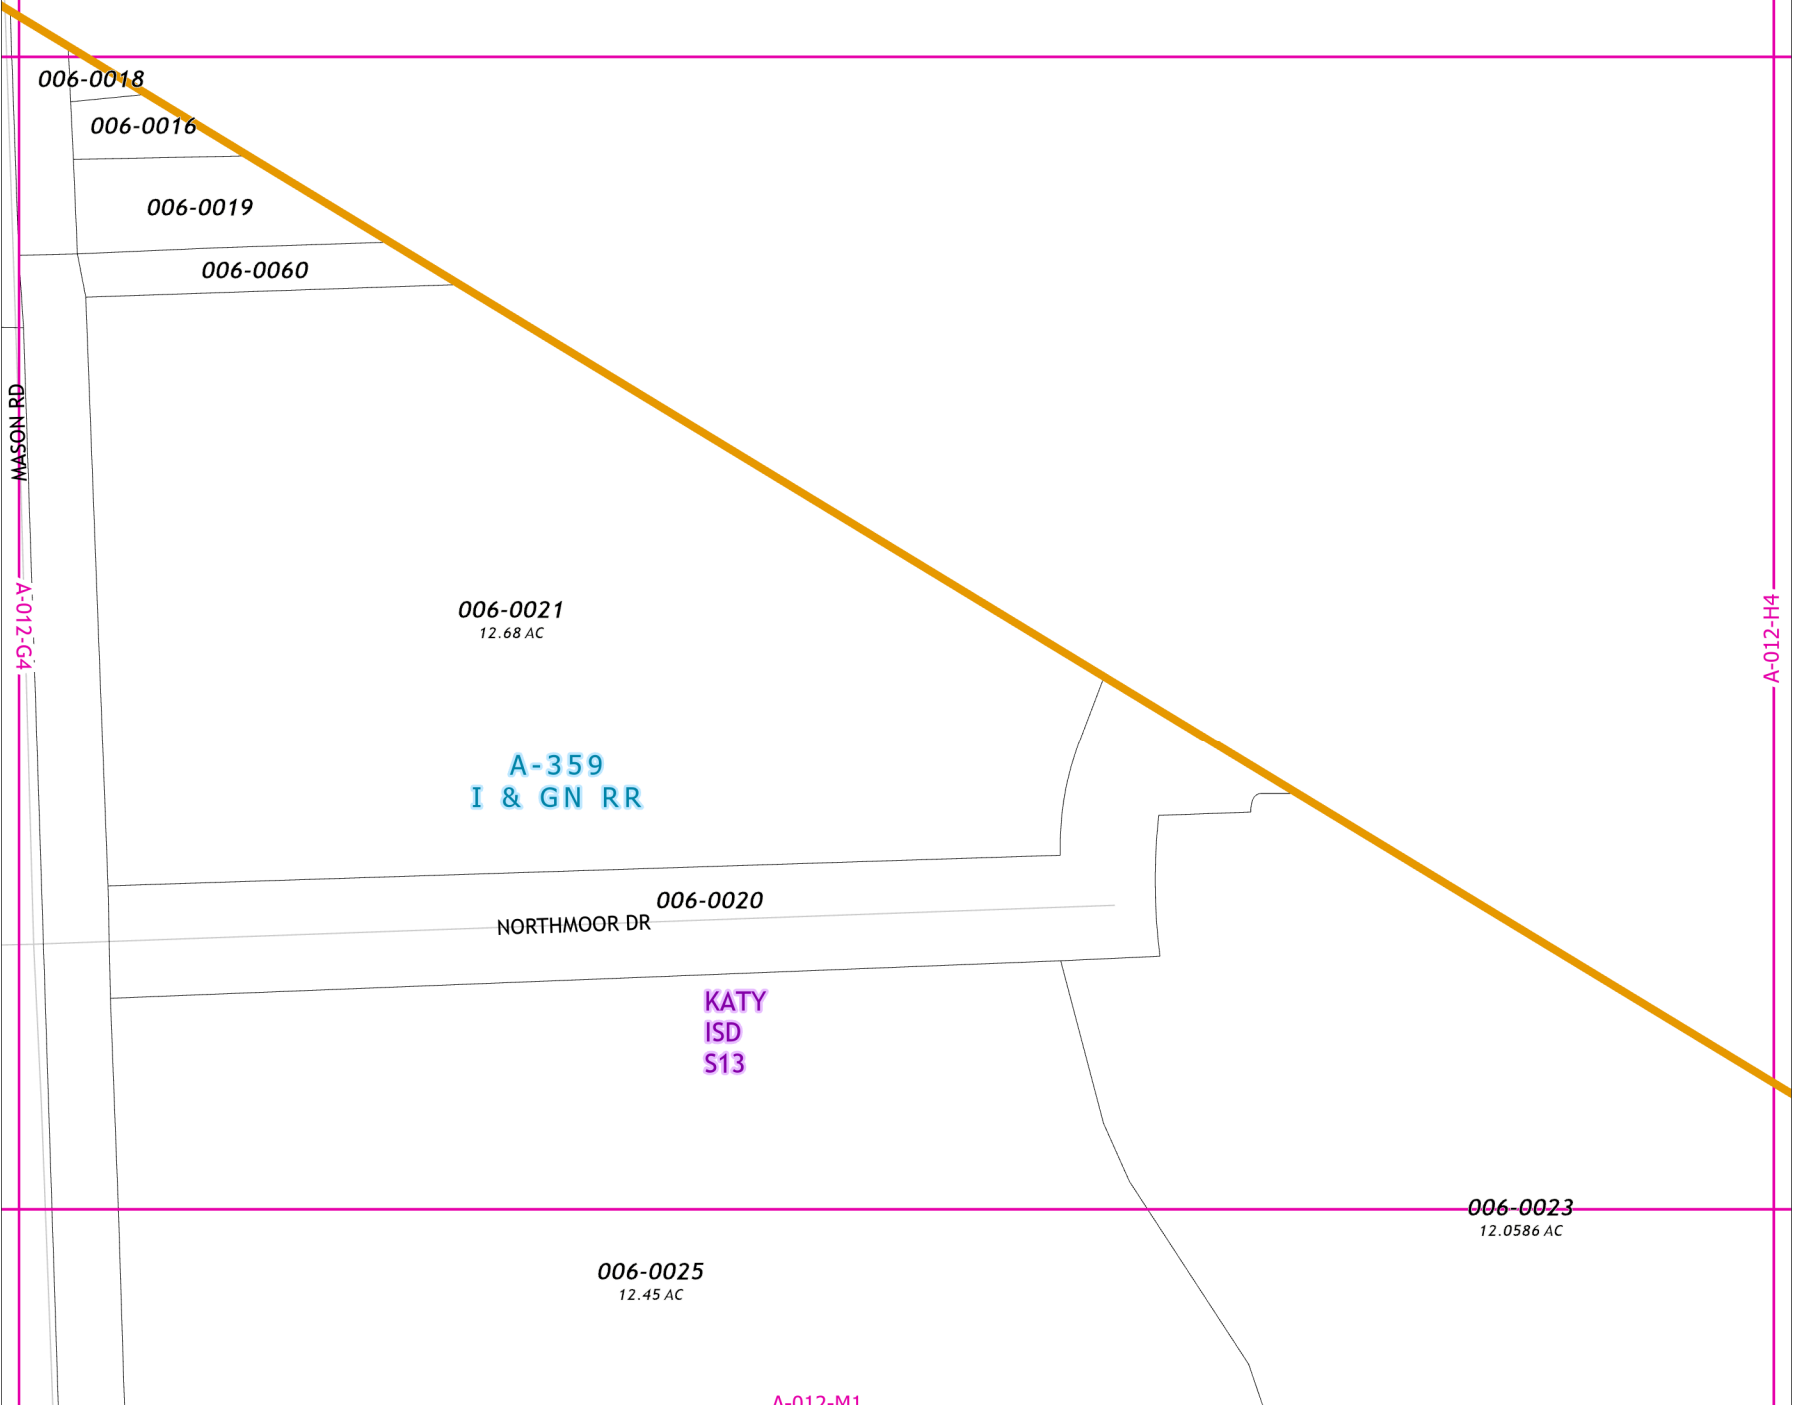 006-0018
006-0016
006-0019
006-0060
MASON RD
A-012-G4
A-012-H4
006-0021
12.68 AC
A-359
I & GN RR
006-0020
NORTHMOOR DR
KATY
ISD
S13
006-0023
12.0586 AC
006-0025
12.45 AC
A-012-M1